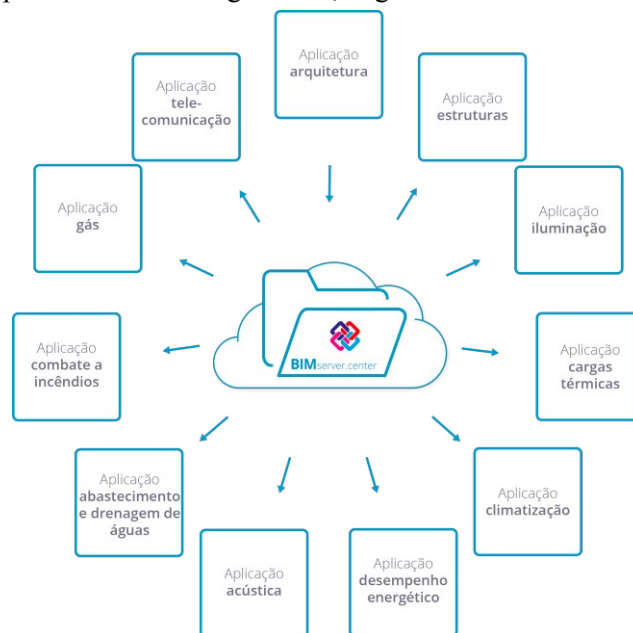 Aplicação
arquitetura
Aplicação
tele-
comunicação
Aplicação
estruturas
Aplicação
gás
Aplicação
iluminação
Aplicação
combate a
incêndios
BIMserver.center
Aplicação
cargas
térmicas
Aplicação
abastecimento
e drenagem de
águas
Aplicação
climatização
Aplicação
acústica
Aplicação
desempenho
energético